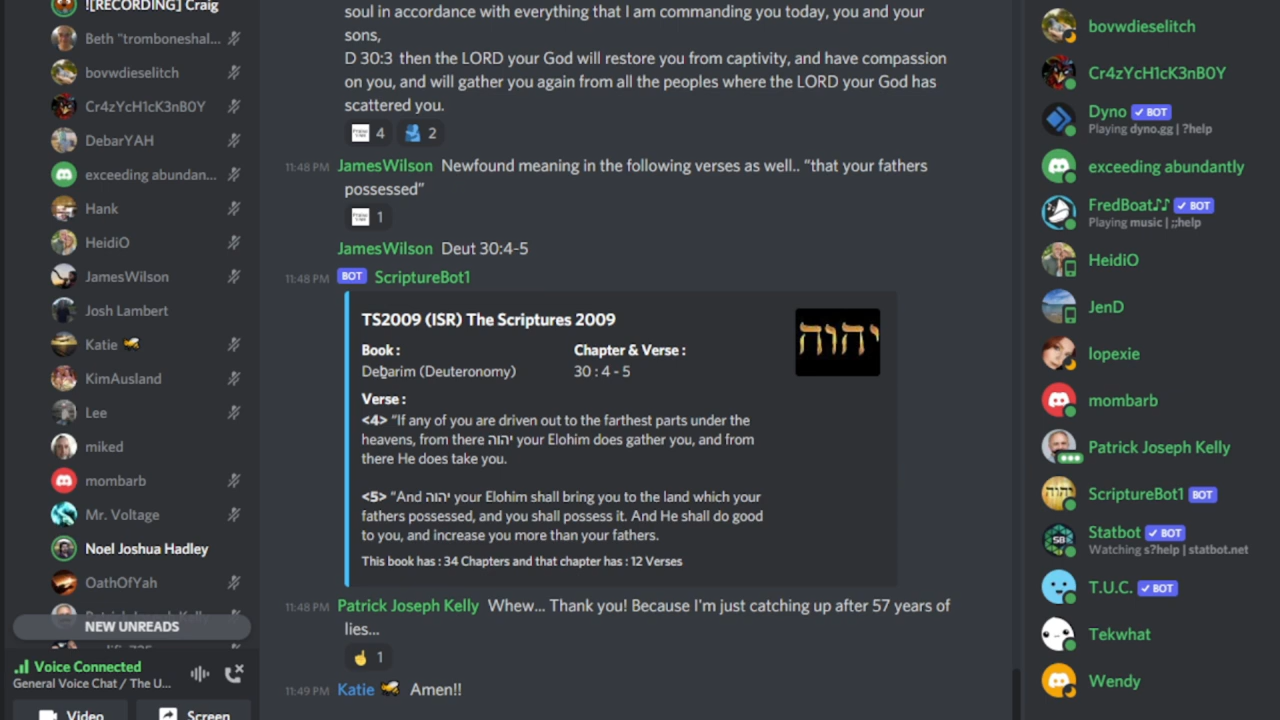 ![RECORDING] Craig
Beth "tromboneshal...
bovwdieselitch
Cr4zYcH1cK3nB0Y
DebarYAH
exceeding abundan...
Hank
HeidiO
JamesWilson
Josh Lambert
Katie
KimAusland
Lee
miked
mombarb
Mr. Voltage
Noel Joshua Hadley
OathOfYah
NEW UNREADS
Voice Connected
General Voice Chat / The U...
Video
Screen
soul in accordance with everything that I am commanding you today, you and your
sons,
D 30:3 then the LORD your God will restore you from captivity, and have compassion
on you, and will gather you again from all the peoples where the LORD your God has
scattered you.
4 2
11:48 PM JamesWilson Newfound meaning in the following verses as well.. “that your fathers
possessed”
1
JamesWilson Deut 30:4-5
11:48 PM BOT ScriptureBot1
TS2009 (ISR) The Scriptures 2009
יהוה
Book : Chapter & Verse :
Debarim (Deuteronomy) 30 : 4 - 5
Verse :
<4> “If any of you are driven out to the farthest parts under the
heavens, from there יהוה your Elohim does gather you, and from
there He does take you.
<5> “And יהוה your Elohim shall bring you to the land which your
fathers possessed, and you shall possess it. And He shall do good
to you, and increase you more than your fathers.
This book has : 34 Chapters and that chapter has : 12 Verses
11:48 PM Patrick Joseph Kelly Whew... Thank you! Because I'm just catching up after 57 years of
lies...
1
11:49 PM Katie Amen!!
bovwdieselitch
Cr4zYcH1cK3nB0Y
Dyno BOT
Playing dyno.gg | ?help
exceeding abundantly
FredBoat♪♪ BOT
Playing music | ;;help
HeidiO
JenD
lopexie
mombarb
Patrick Joseph Kelly
ScriptureBot1 BOT
Statbot BOT
Watching s?help | statbot.net
T.U.C. BOT
Tekwhat
Wendy